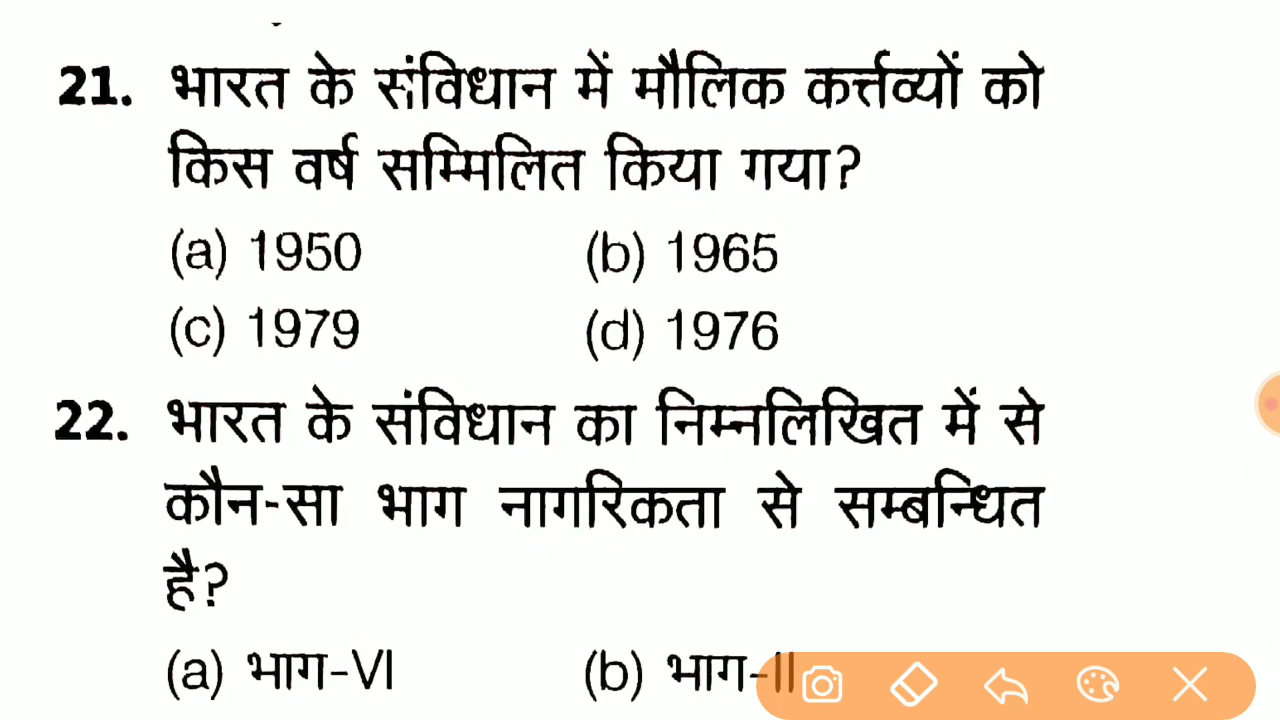 21. भारत के संविधान में मौलिक कर्त्तव्यों को
किस वर्ष सम्मिलित किया गया?
(a) 1950 (b) 1965
(c) 1979 (d) 1976
22. भारत के संविधान का निम्नलिखित में से
कौन-सा भाग नागरिकता से सम्बन्धित
है?
(a) भाग-VI (b) भाग-II